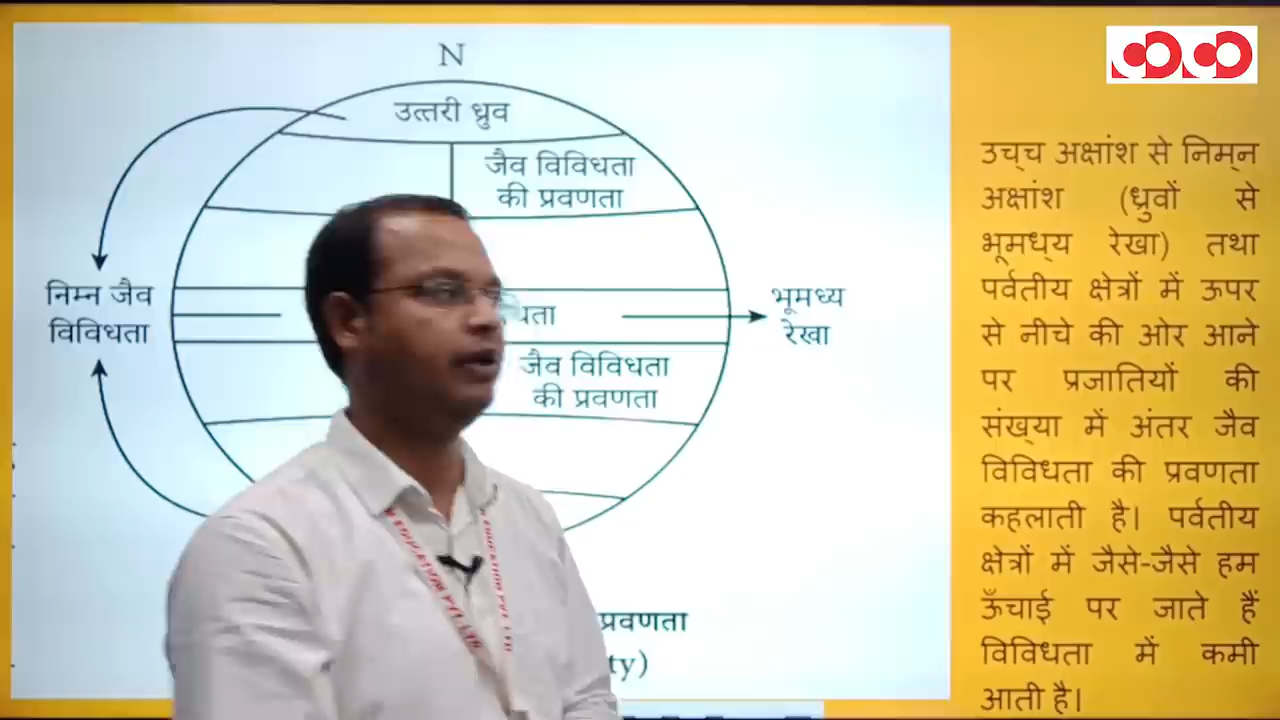 N
उत्तरी ध्रुव
जैव विविधता
की प्रवणता
निम्न जैव
विविधता
भूमध्य
रेखा
जैव विविधता
की प्रवणता
प्रवणता
उच्च अक्षांश से निम्न
अक्षांश (ध्रुवों से
भूमध्य रेखा) तथा
पर्वतीय क्षेत्रों में ऊपर
से नीचे की ओर आने
पर प्रजातियों की
संख्या में अंतर जैव
विविधता की प्रवणता
कहलाती है। पर्वतीय
क्षेत्रों में जैसे-जैसे हम
ऊँचाई पर जाते हैं
विविधता में कमी
आती है।